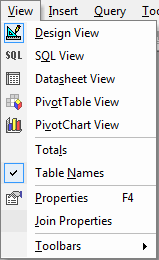 View Insert Query
Design View
SQL SQL View
Datasheet View
PivotTable View
PivotChart View
Totals
Table Names
Properties F4
Join Properties
Toolbars